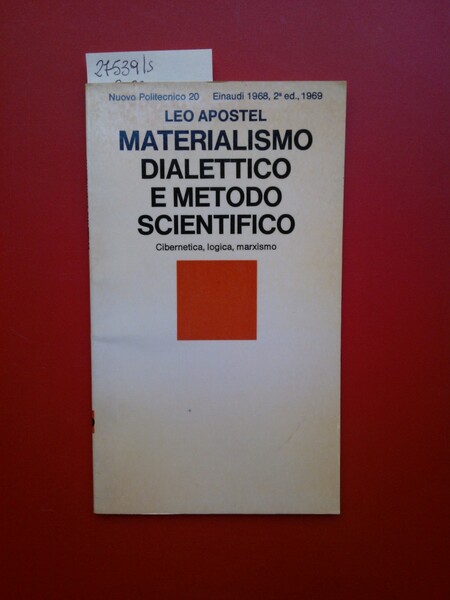 27539/s
Nuovo Politecnico 20 Einaudi 1968, 2ª ed., 1969
LEO APOSTEL
MATERIALISMO
DIALETTICO
E METODO
SCIENTIFICO
Cibernetica, logica, marxismo